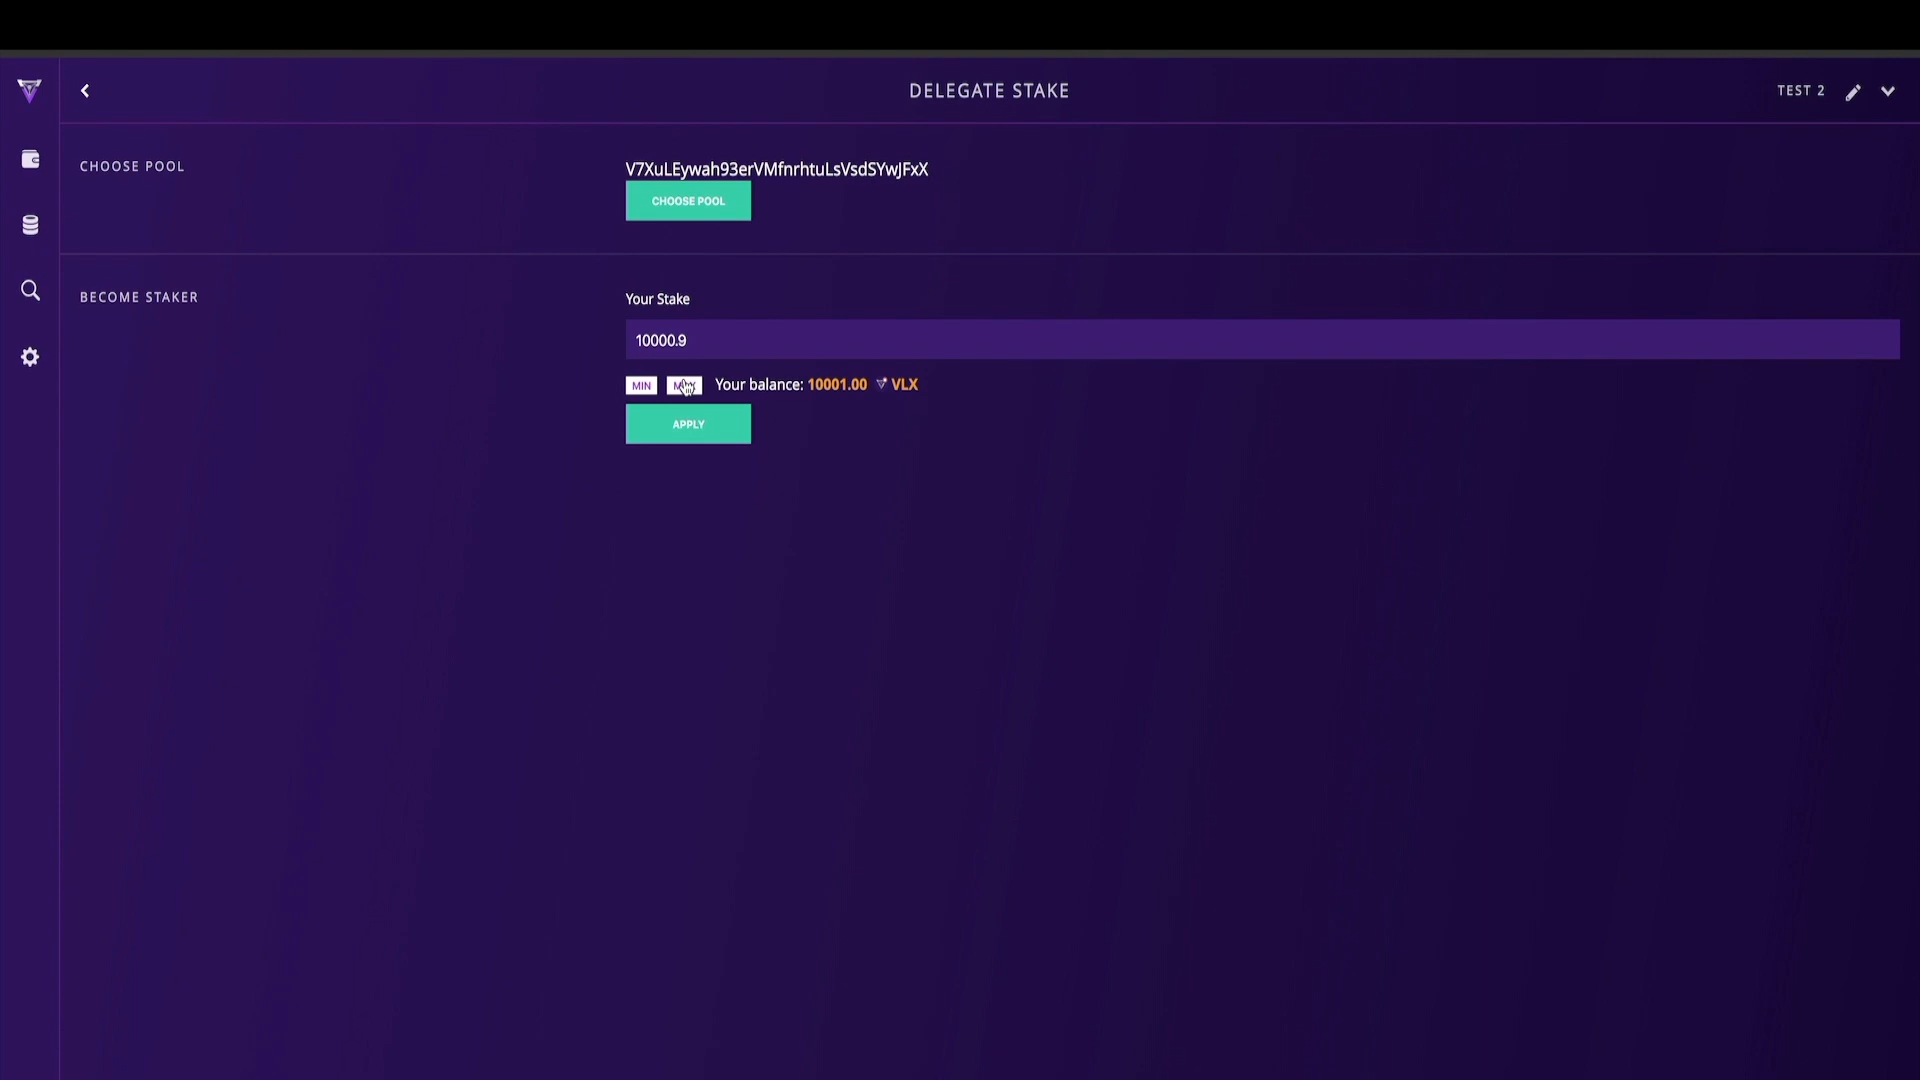 DELEGATE STAKE
TEST 2
CHOOSE POOL
V7XuLEywah93erVMfnrhtuLsVsdSYwJFxX
CHOOSE POOL
BECOME STAKER
Your Stake
10000.9
MIN
Your balance: 10001.00 VLX
APPLY